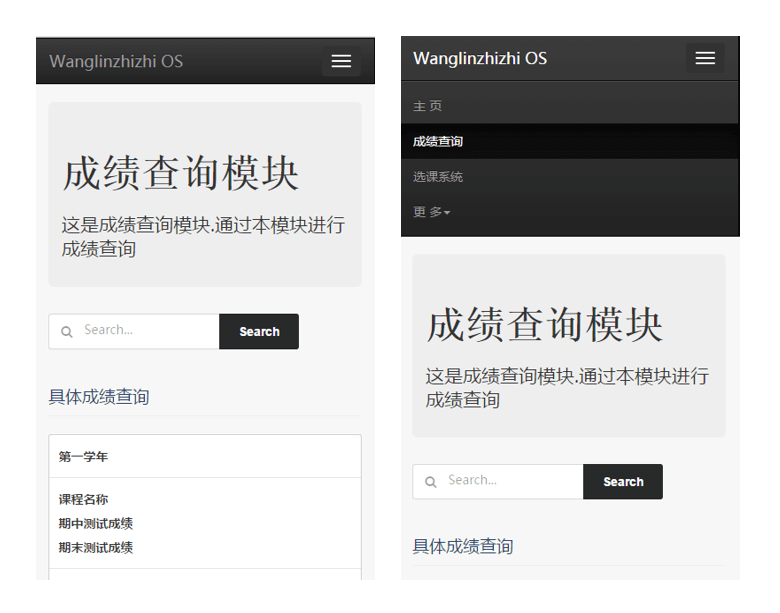 Wanglinzhizhi OS
成绩查询模块
这是成绩查询模块.通过本模块进行
成绩查询
Search...
Search
具体成绩查询
第一学年
课程名称
期中测试成绩
期末测试成绩
Wanglinzhizhi OS
主 页
成绩查询
选课系统
更 多
成绩查询模块
这是成绩查询模块.通过本模块进行
成绩查询
Search...
Search
具体成绩查询